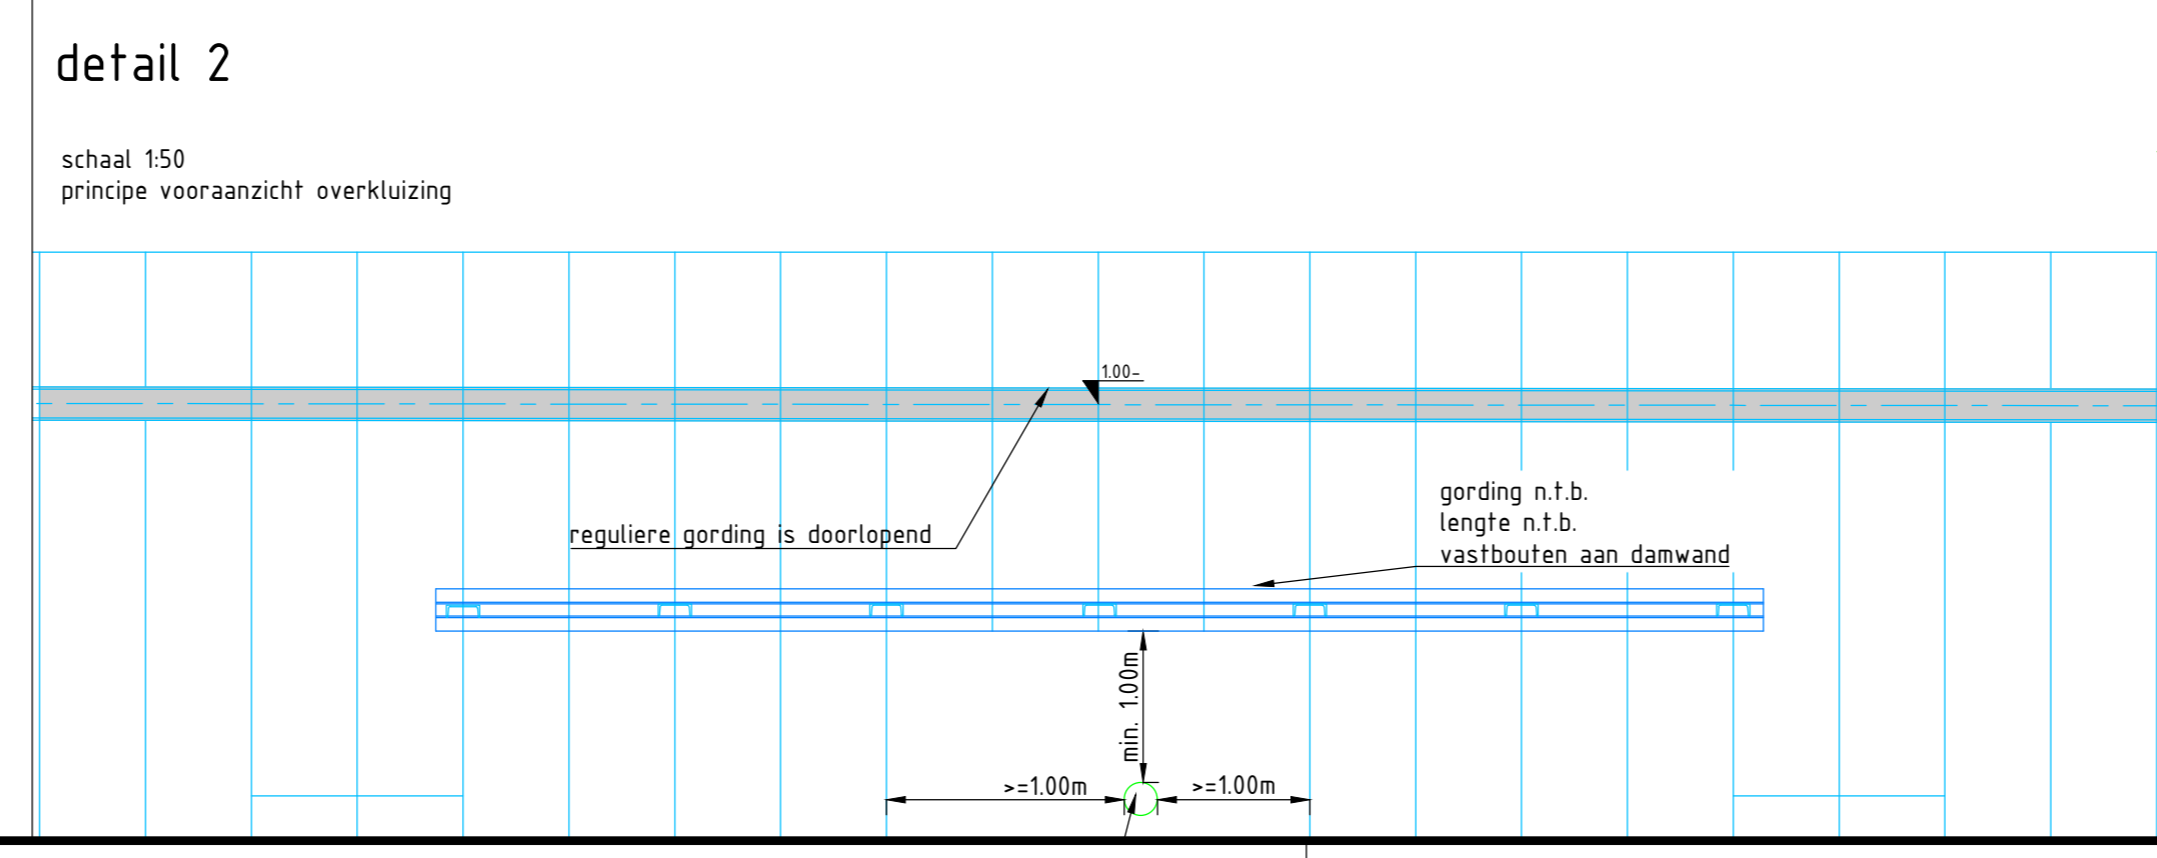 detail 2
schaal 1:50
principe vooraanzicht overkluizing
1.00-
gording n.t.b.
lengte n.t.b.
vastbouten aan damwand
reguliere gording is doorlopend
min. 1.00m
>=1.00m
>=1.00m